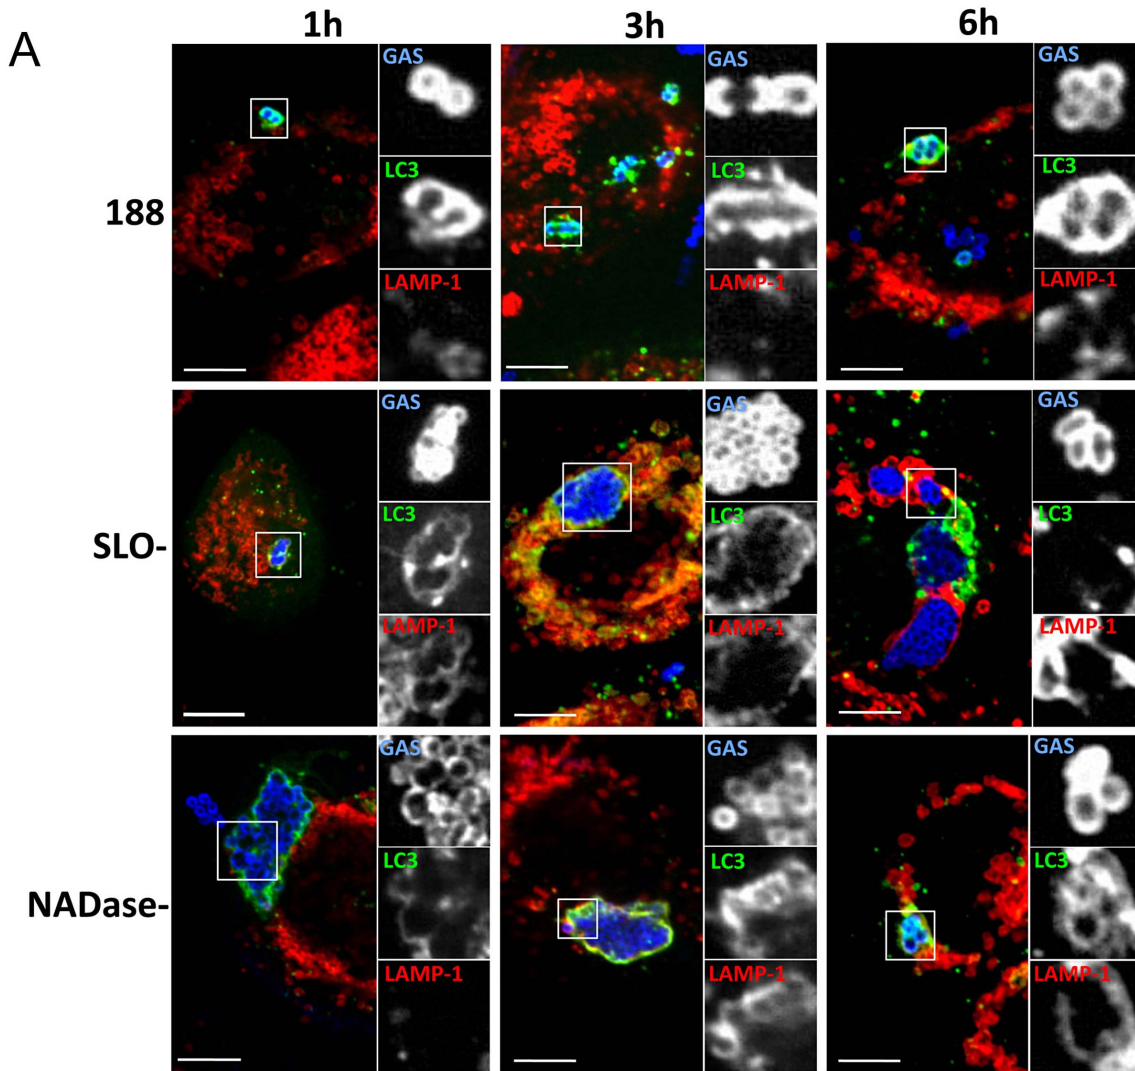 A
1h 3h 6h
188
GAS
LC3
LAMP-1
GAS
LC3
LAMP-1
GAS
LC3
LAMP-1
SLO-
GAS
LC3
LAMP-1
GAS
LC3
LAMP-1
GAS
LC3
LAMP-1
NADase-
GAS
LC3
LAMP-1
GAS
LC3
LAMP-1
GAS
LC3
LAMP-1